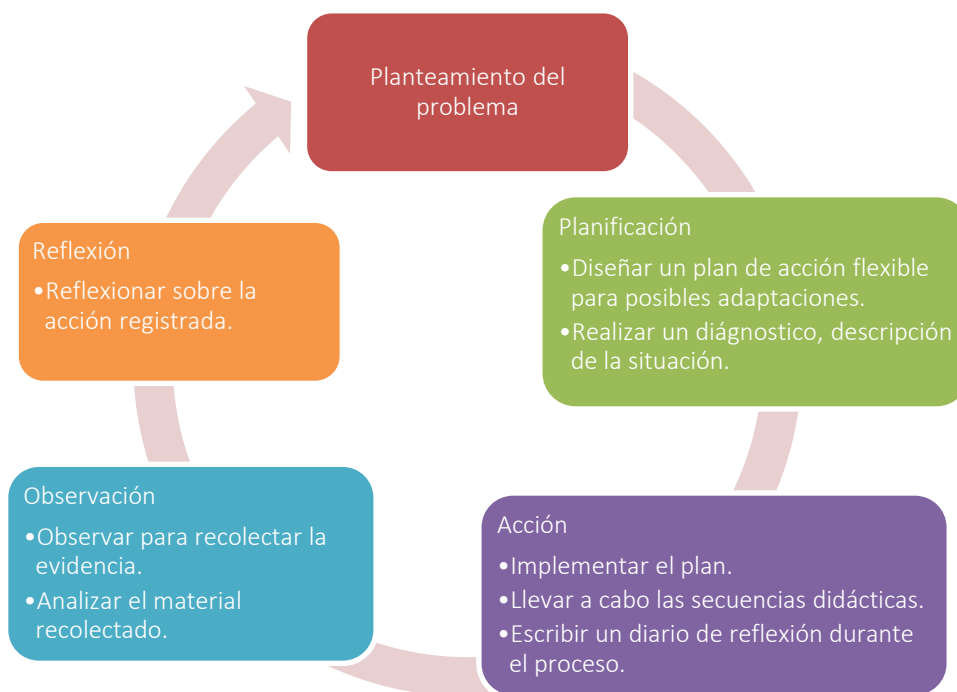 Planteamiento del
problema
Planificación
•Diseñar un plan de acción flexible
para posibles adaptaciones.
•Realizar un diágnostico, descripción
de la situación.
Acción
•Implementar el plan.
•Llevar a cabo las secuencias didácticas.
•Escribir un diario de reflexión durante
el proceso.
Observación
•Observar para recolectar la
evidencia.
•Analizar el material
recolectado.
Reflexión
•Reflexionar sobre la
acción registrada.